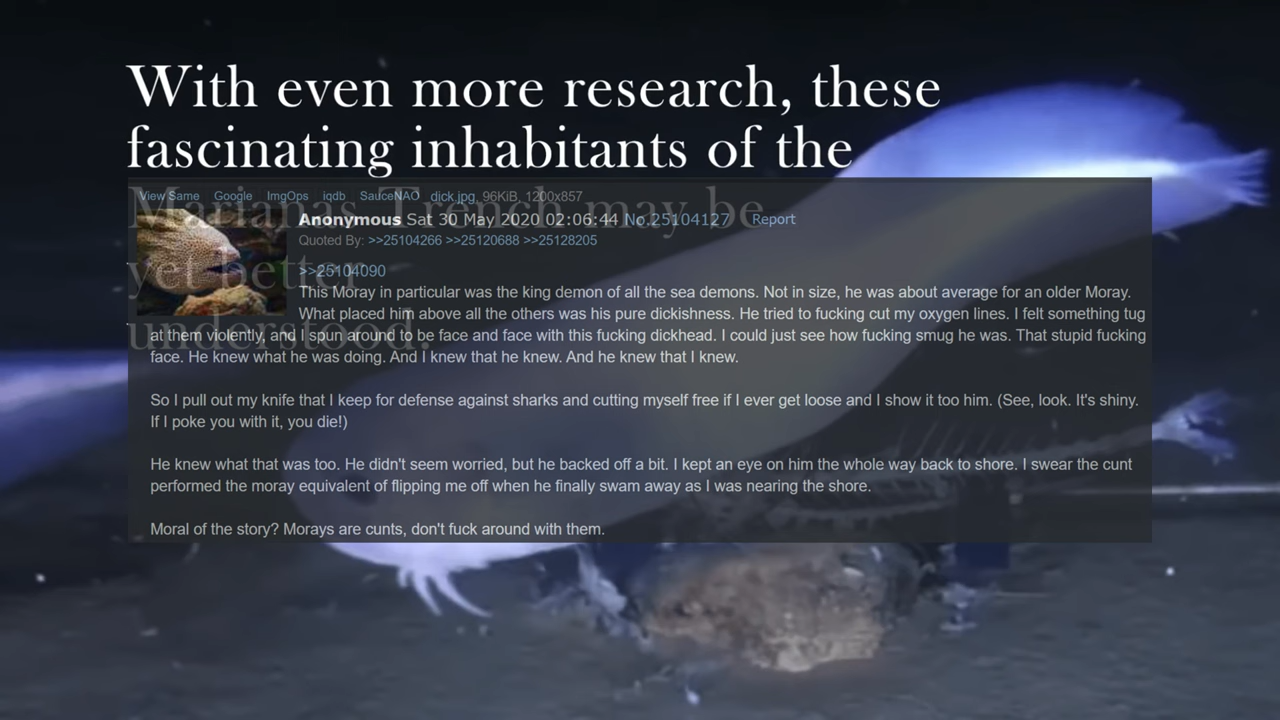 With even more research, these
fascinating inhabitants of the
Marianas Trench may be
yet better
understood.
View Same Google ImgOps iqdb SauceNAO dick.jpg, 96KiB, 1200x857
Anonymous Sat 30 May 2020 02:06:44 No.25104127 Report
Quoted By: >>25104266 >>25120688 >>25128205
>>25104090
This Moray in particular was the king demon of all the sea demons. Not in size, he was about average for an older Moray.
What placed him above all the others was his pure dickishness. He tried to fucking cut my oxygen lines. I felt something tug
at them violently, and I spun around to be face and face with this fucking dickhead. I could just see how fucking smug he was. That stupid fucking
face. He knew what he was doing. And I knew that he knew. And he knew that I knew.
So I pull out my knife that I keep for defense against sharks and cutting myself free if I ever get loose and I show it too him. (See, look. It's shiny.
If I poke you with it, you die!)
He knew what that was too. He didn't seem worried, but he backed off a bit. I kept an eye on him the whole way back to shore. I swear the cunt
performed the moray equivalent of flipping me off when he finally swam away as I was nearing the shore.
Moral of the story? Morays are cunts, don't fuck around with them.